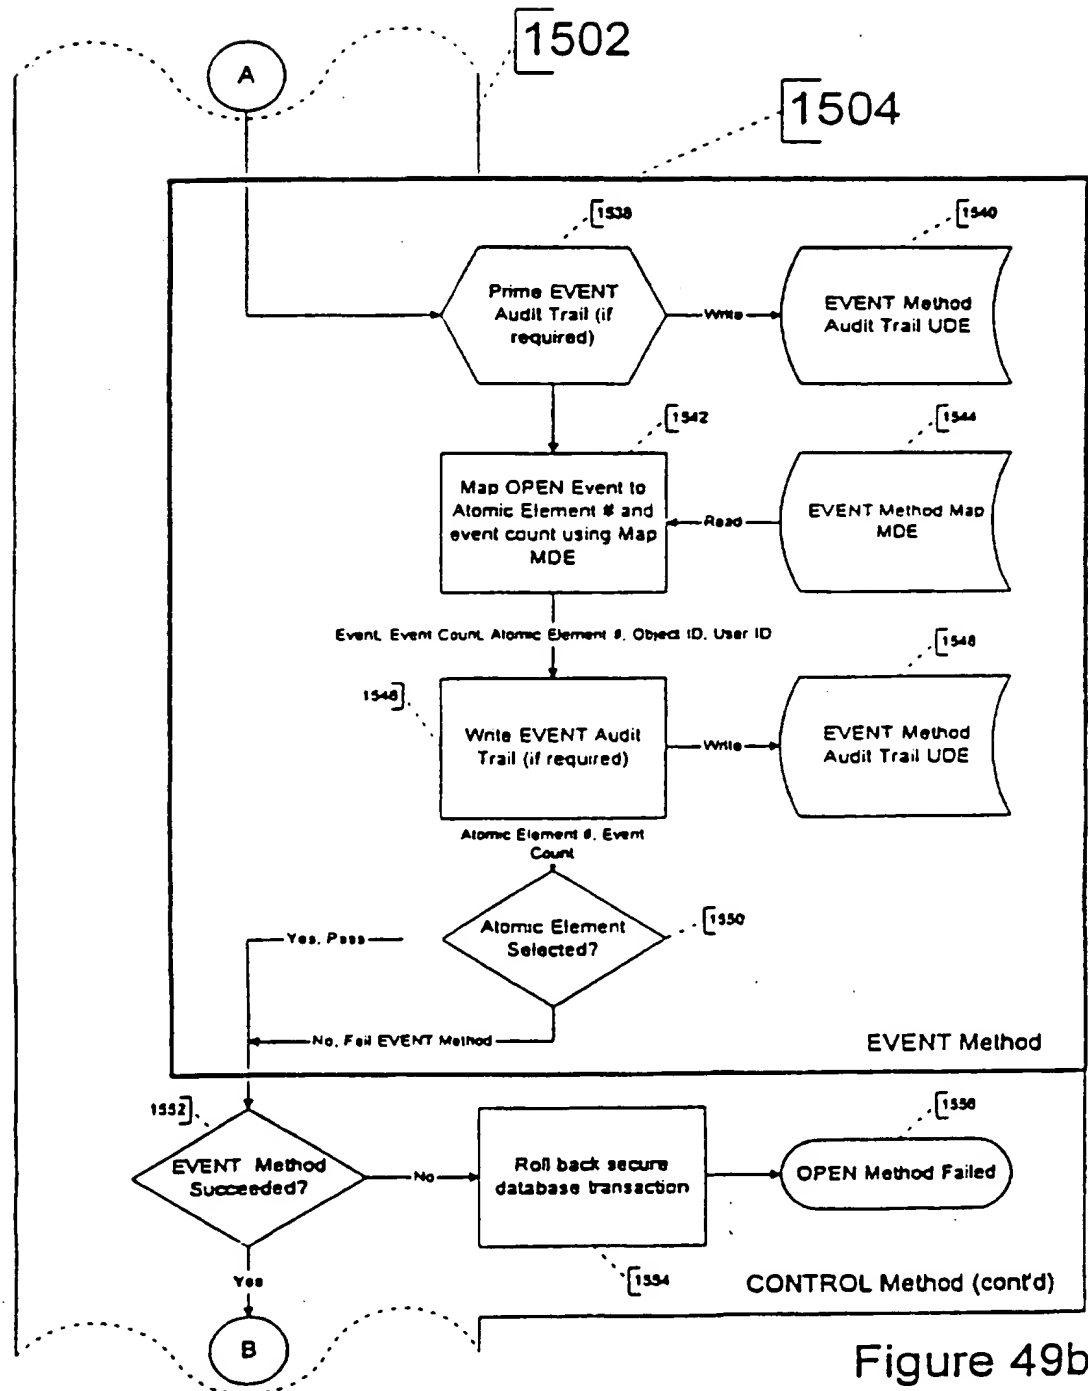 1502
A
1504
1538
1540
Prime EVENT
Audit Trail (if
required)
Write
EVENT Method
Audit Trail UDE
1542
1544
Map OPEN Event to
Atomic Element # and
event count using Map
MDE
Read
EVENT Method Map
MDE
Event, Event Count, Atomic Element #, Object ID, User ID
1546
1548
Write EVENT Audit
Trail (if required)
Write
EVENT Method
Audit Trail UDE
Atomic Element #, Event
Count
1550
Yes, Pass
Atomic Element
Selected?
No, Fail EVENT Method
EVENT Method
1552
1556
EVENT Method
Succeeded?
No
Roll back secure
database transaction
OPEN Method Failed
Yes
1554
CONTROL Method (cont'd)
B
Figure 49b